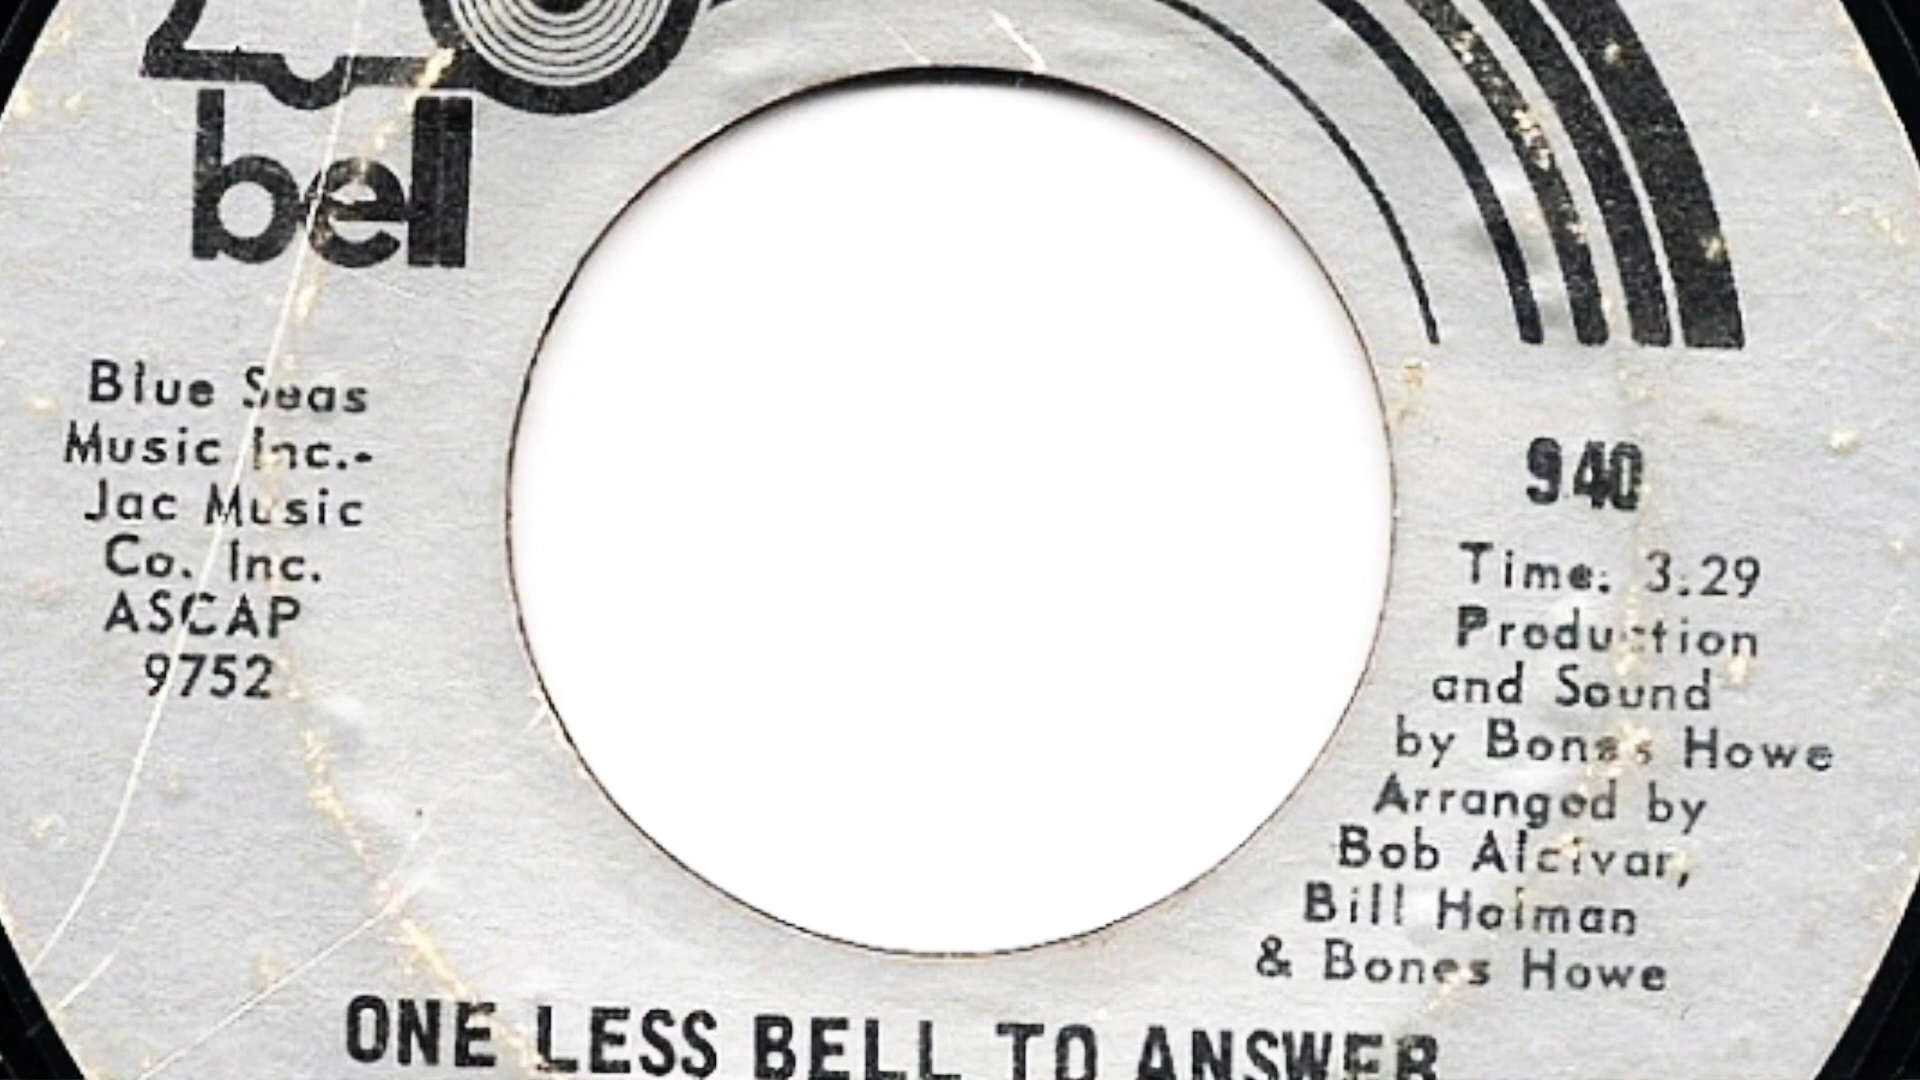 bell
Blue Seas
Music Inc.-
Jac Music
Co. Inc.
ASCAP
9752
940
Time: 3:29
Production
and Sound
by Bones Howe
Arranged by
Bob Alcivar,
Bill Holman
& Bones Howe
ONE LESS BELL TO ANSWER